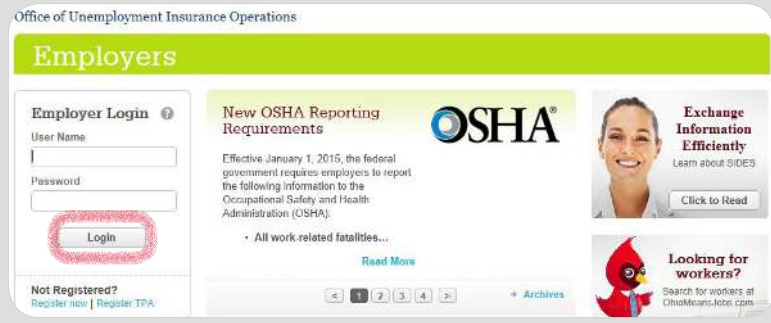 Office of Unemployment Insurance Operations
Employers
Employer Login ?
User Name
Password
Login
Not Registered?
Register now | Register TPA
New OSHA Reporting
Requirements
Effective January 1, 2015, the federal
government requires employers to report
the following information to the
Occupational Safety and Health
Administration (OSHA):
• All work-related fatalities...
Read More
< 1 2 3 4 >
→ Archives
OSHA®
Exchange
Information
Efficiently
Learn about SIDES
Click to Read
Looking for
workers?
Search for workers at
OhioMeansJobs.com